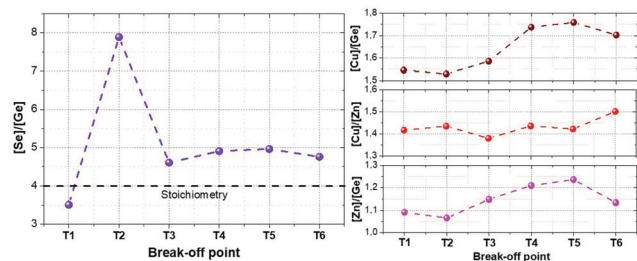 [Se]/[Ge]
8
7
6
5
4
3
Stoichiometry
T1 T2 T3 T4 T5 T6
Break-off point
[Cu]/[Ge]
1.8
1.7
1.6
1.5
[Cu]/[Zn]
1.6
1.5
1.4
1.3
[Zn]/[Ge]
1.2
1.1
1.0
T1 T2 T3 T4 T5 T6
Break-off point